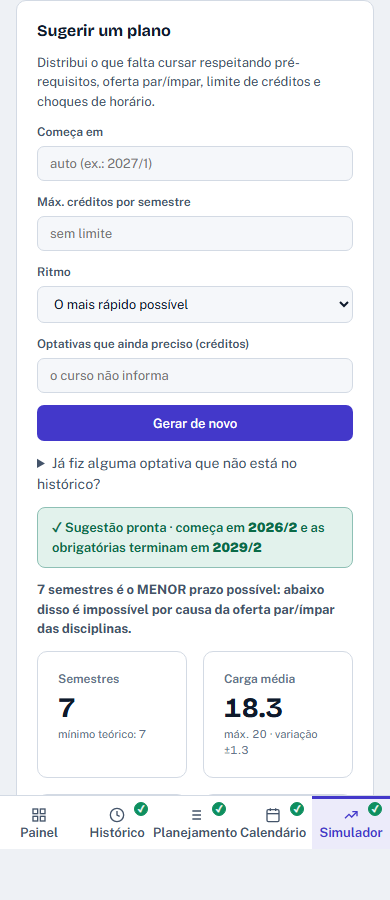 Sugerir um plano
Distribui o que falta cursar respeitando pré-
requisitos, oferta par/ímpar, limite de créditos e
choques de horário.
Começa em
auto (ex.: 2027/1)
Máx. créditos por semestre
sem limite
Ritmo
O mais rápido possível
Optativas que ainda preciso (créditos)
o curso não informa
Gerar de novo
▶ Já fiz alguma optativa que não está no
histórico?
✓ Sugestão pronta · começa em 2026/2 e as
obrigatórias terminam em 2029/2
7 semestres é o MENOR prazo possível: abaixo
disso é impossível por causa da oferta par/ímpar
das disciplinas.
Semestres
7
mínimo teórico: 7
Carga média
18.3
máx. 20 · variação
±1.3
Painel
Histórico
Planejamento
Calendário
Simulador